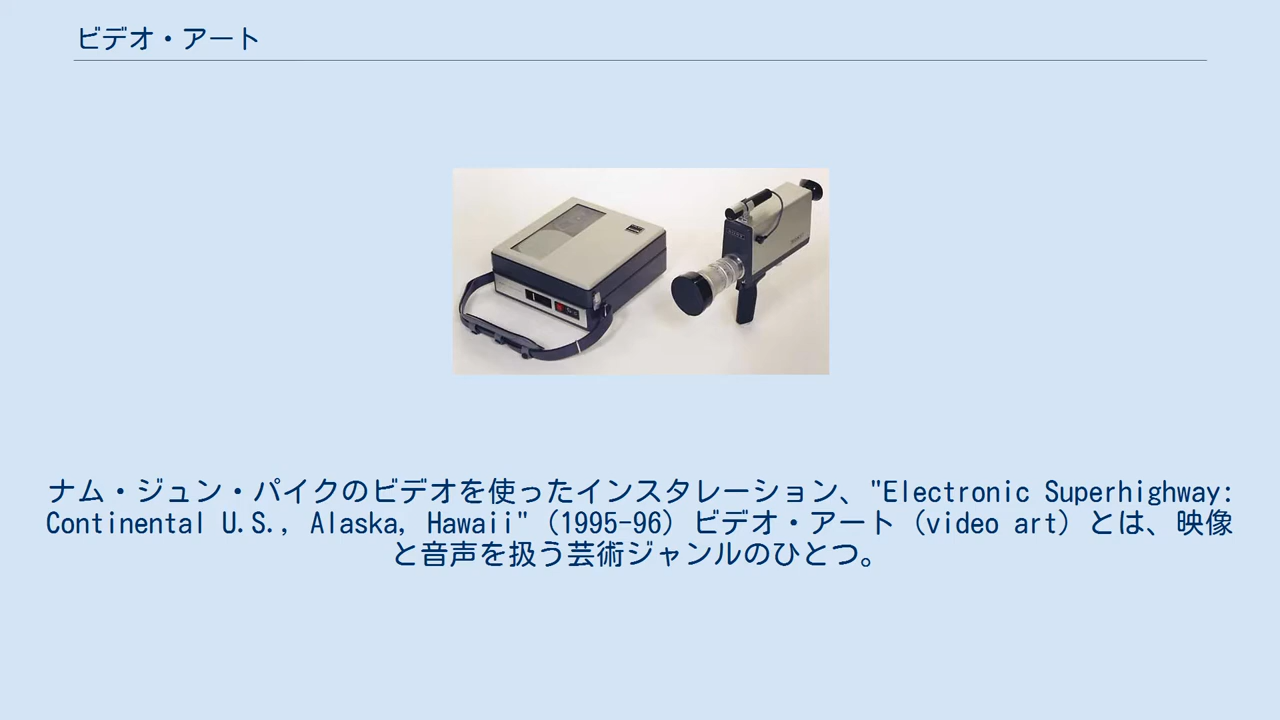 ビデオ・アート
ナム・ジュン・パイクのビデオを使ったインスタレーション、"Electronic Superhighway:
Continental U.S., Alaska, Hawaii"（1995-96）ビデオ・アート（video art）とは、映像
と音声を扱う芸術ジャンルのひとつ。